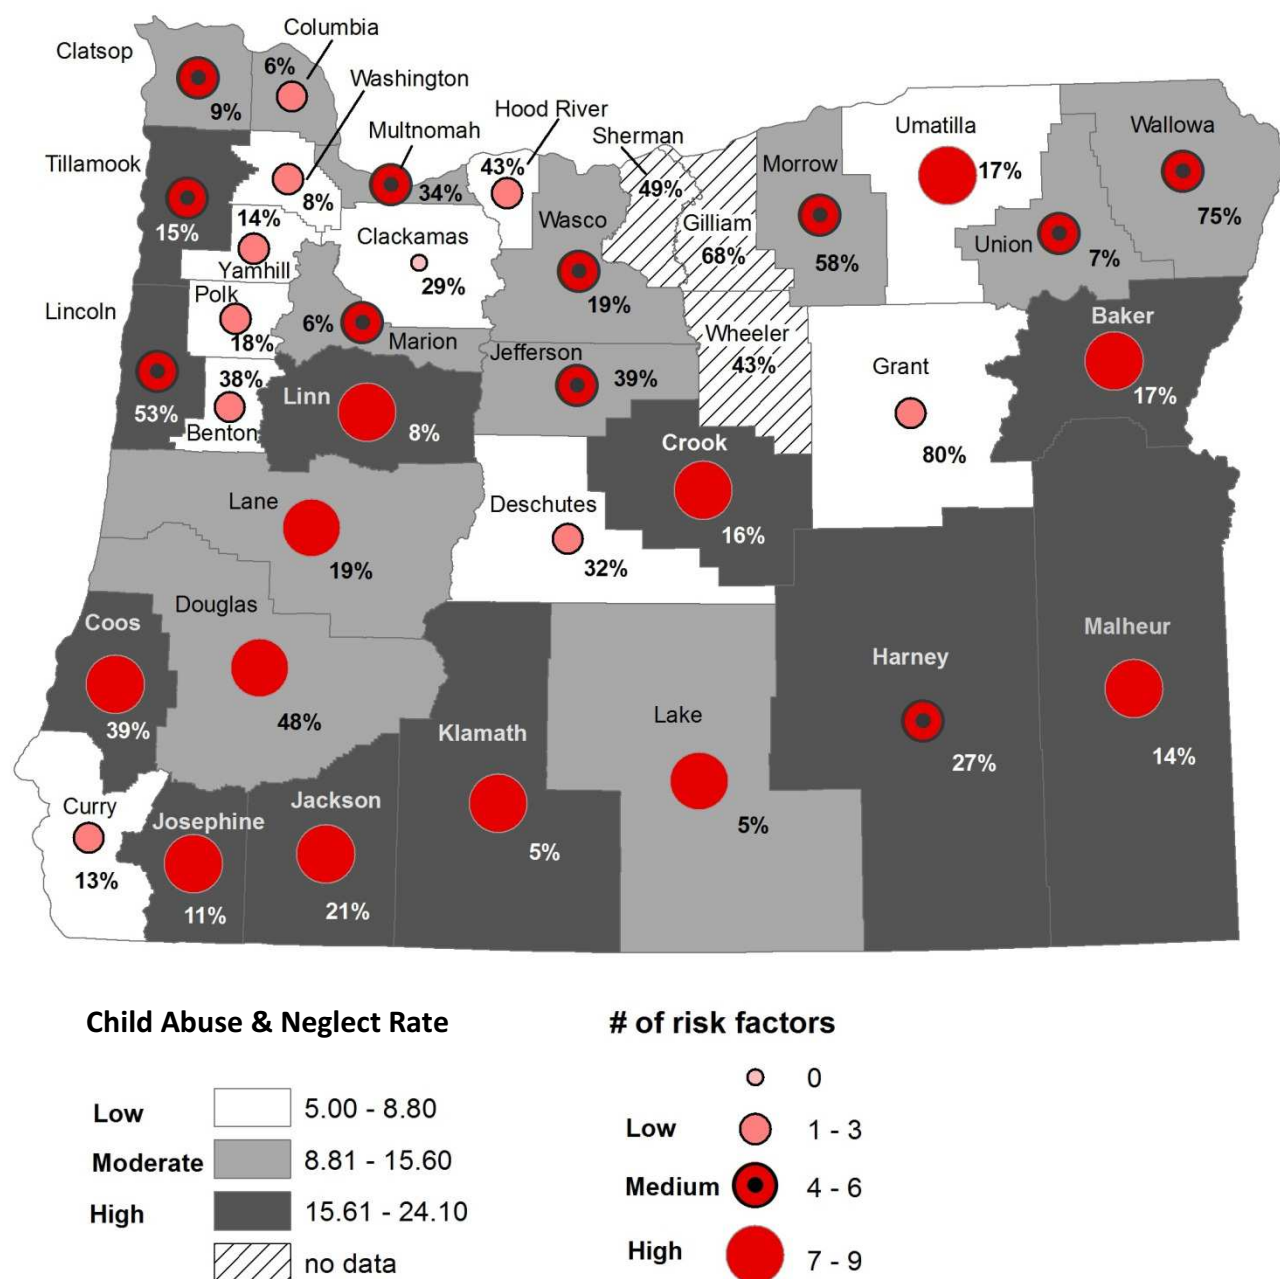 Columbia
Clatsop
6%
Washington
9%
Hood River
Multnomah
Sherman
Umatilla
Wallowa
Tillamook
43%
Morrow
17%
8%
34%
49%
14%
15%
Wasco
Gilliam
75%
Clackamas
Union
68%
58%
7%
Yamhill
29%
Polk
19%
Lincoln
6%
Wheeler
Baker
18%
Marion
Jefferson
43%
Grant
38%
39%
Linn
17%
53%
8%
Benton
Crook
80%
Lane
Deschutes
16%
19%
32%
Douglas
Coos
Malheur
Harney
39%
48%
Klamath
Lake
27%
14%
Curry
Jackson
Josephine
5%
5%
13%
11%
21%
Child Abuse & Neglect Rate
Low 5.00 - 8.80
Moderate 8.81 - 15.60
High 15.61 - 24.10
no data
# of risk factors
0
Low 1 - 3
Medium 4 - 6
High 7 - 9